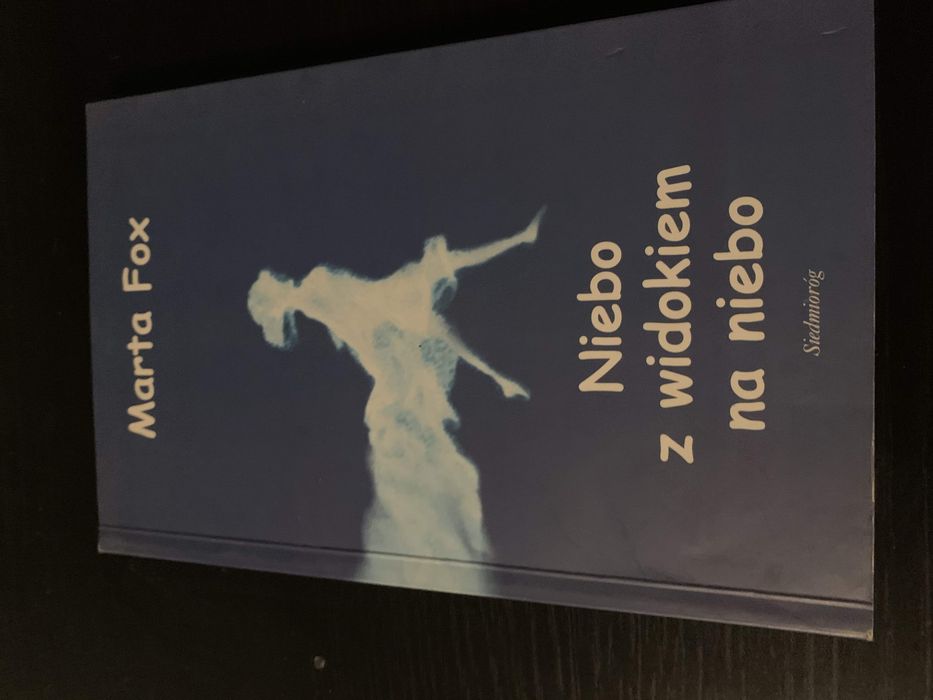 Marta Fox
Niebo
z widokiem
na niebo
Siedmioróg